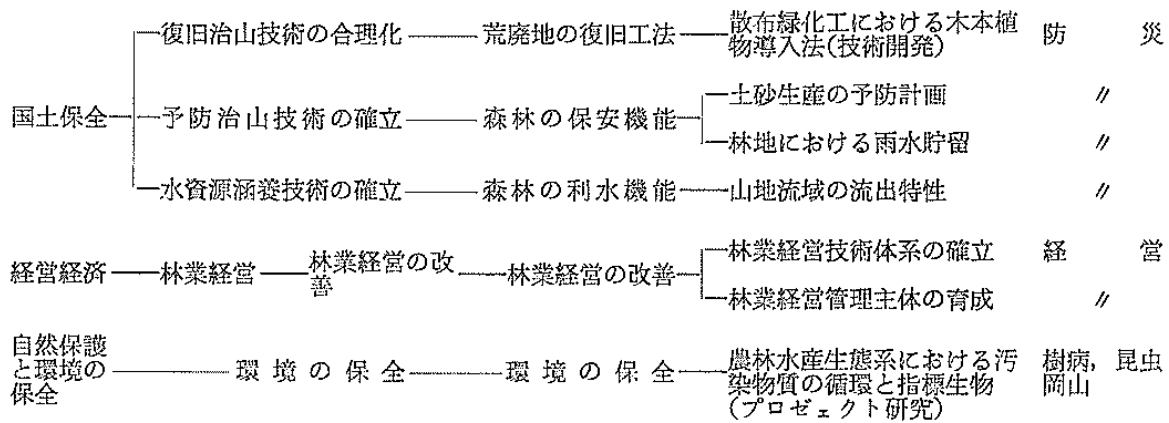 復旧治山技術の合理化 荒廃地の復旧工法 散布緑化工における木本植
物導入法(技術開発) 防 災
国土保全 予防治山技術の確立 森林の保安機能 土砂生産の予防計画 〃
林地における雨水貯留 〃
水資源涵養技術の確立 森林の利水機能 山地流域の流出特性 〃
経営経済 林業経営 林業経営の改
善 林業経営の改善 林業経営技術体系の確立 経 営
林業経営管理主体の育成 〃
自然保護
と環境の
保全 環境の保全 環境の保全 農林水産生態系における汚
染物質の循環と指標生物
(プロゼェクト研究) 樹病, 昆虫
岡山